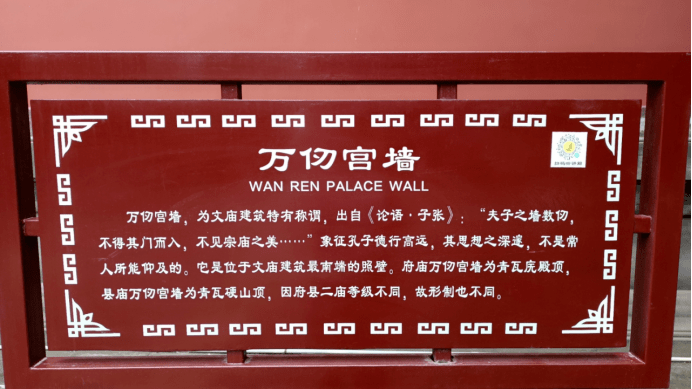 万仞宫墙
WAN REN PALACE WALL
万仞宫墙，为文庙建筑特有称谓，出自《论语·子张》：“夫子之墙数仞，
不得其门而入，不见宗庙之美……”象征孔子德行高远，其思想之深邃，不是常
人所能仰及的。它是位于文庙建筑最南端的照壁。府庙万仞宫墙为青瓦庑殿顶，
县庙万仞宫墙为青瓦硬山顶，因府县二庙等级不同，故形制也不同。